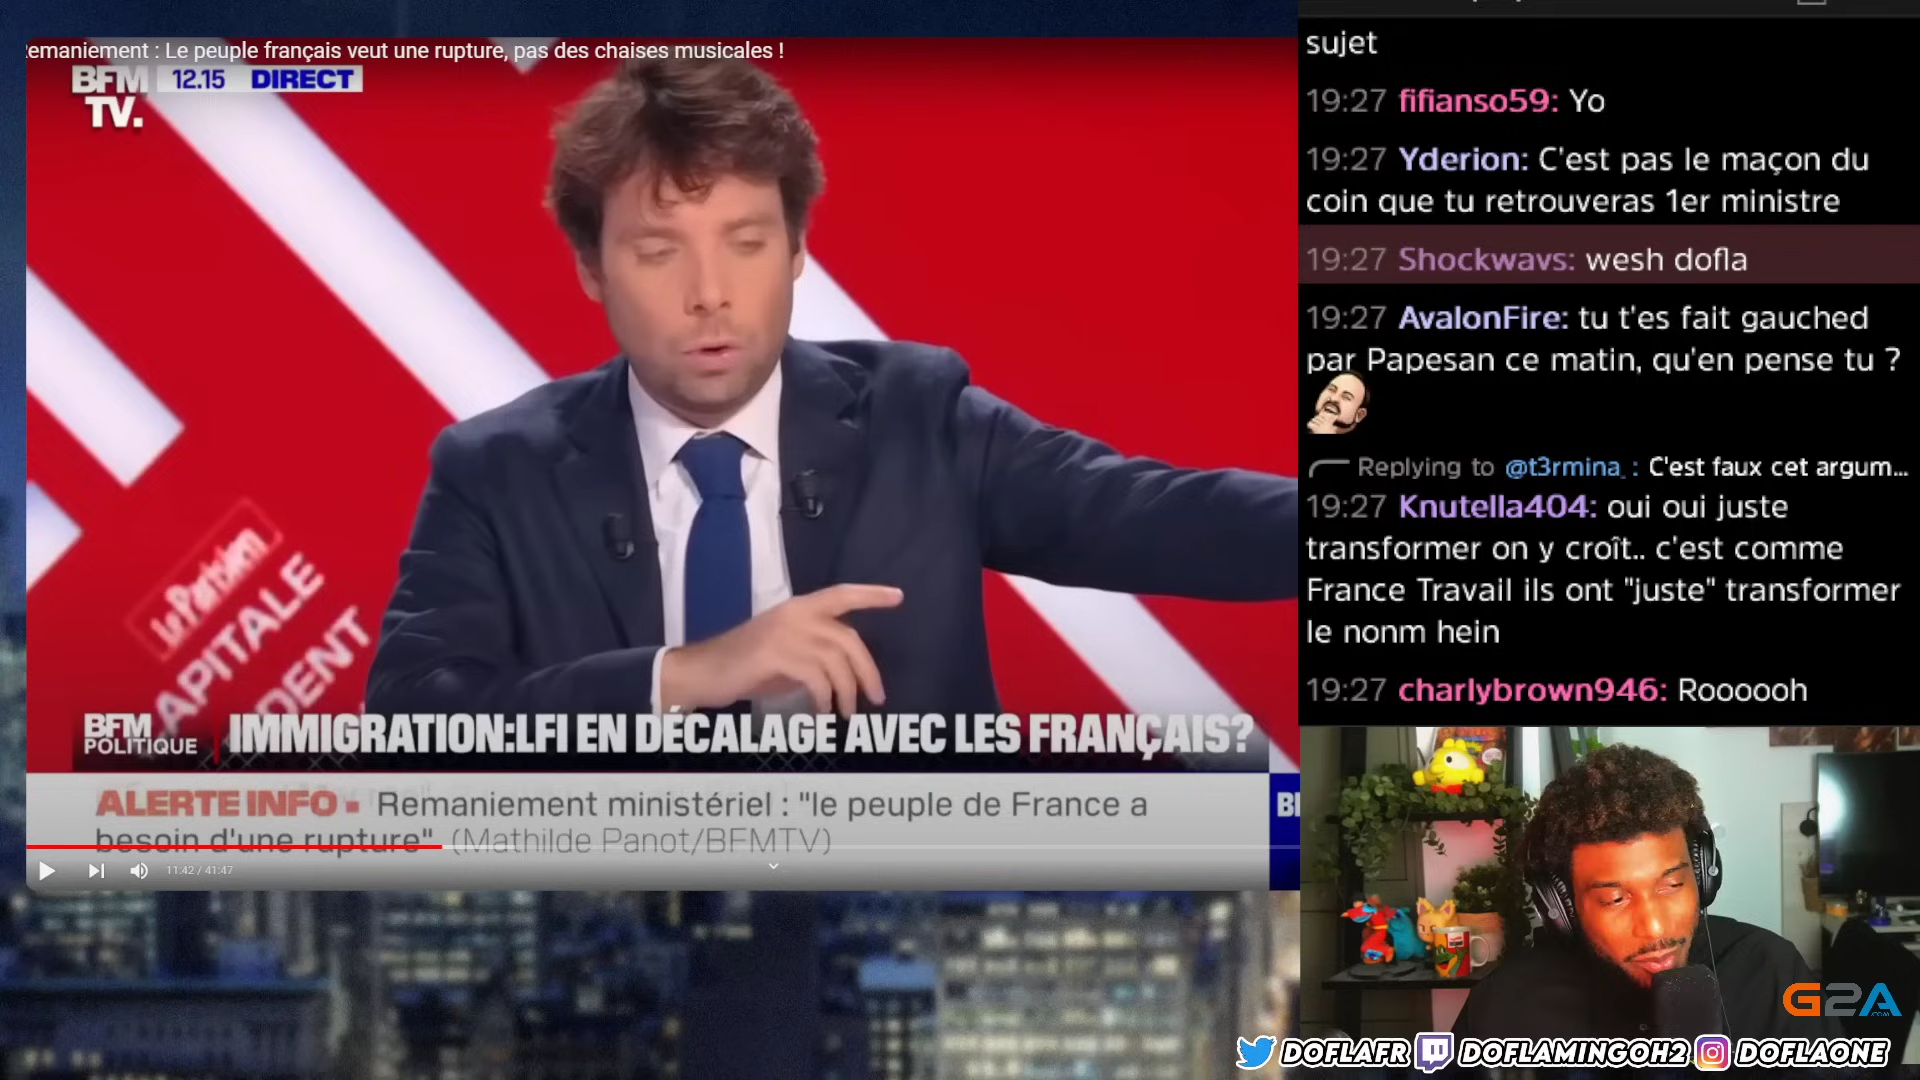 emaniement : Le peuple français veut une rupture, pas des chaises musicales !
BFM
TV.
12.15 DIRECT
Le Parisien
APITALE
DENT
BFM
POLITIQUE
IMMIGRATION:LFI EN DÉCALAGE AVEC LES FRANÇAIS?
ALERTE INFO Remaniement ministériel : "le peuple de France a
besoin d'une rupture" (Mathilde Panot/BFMTV)
11:42 / 41:47
sujet
19:27 fifianso59: Yo
19:27 Yderion: C'est pas le maçon du
coin que tu retrouveras 1er ministre
19:27 Shockwavs: wesh dofla
19:27 AvalonFire: tu t'es fait gauched
par Papesan ce matin, qu'en pense tu ?
Replying to @t3rmina_: C'est faux cet argum...
19:27 Knutella404: oui oui juste
transformer on y croît.. c'est comme
France Travail ils ont "juste" transformer
le nonm hein
19:27 charlybrown946: Roooooh
G2A
.COM
DOFLAFR DOFLAMINGOH2 DOFLAONE